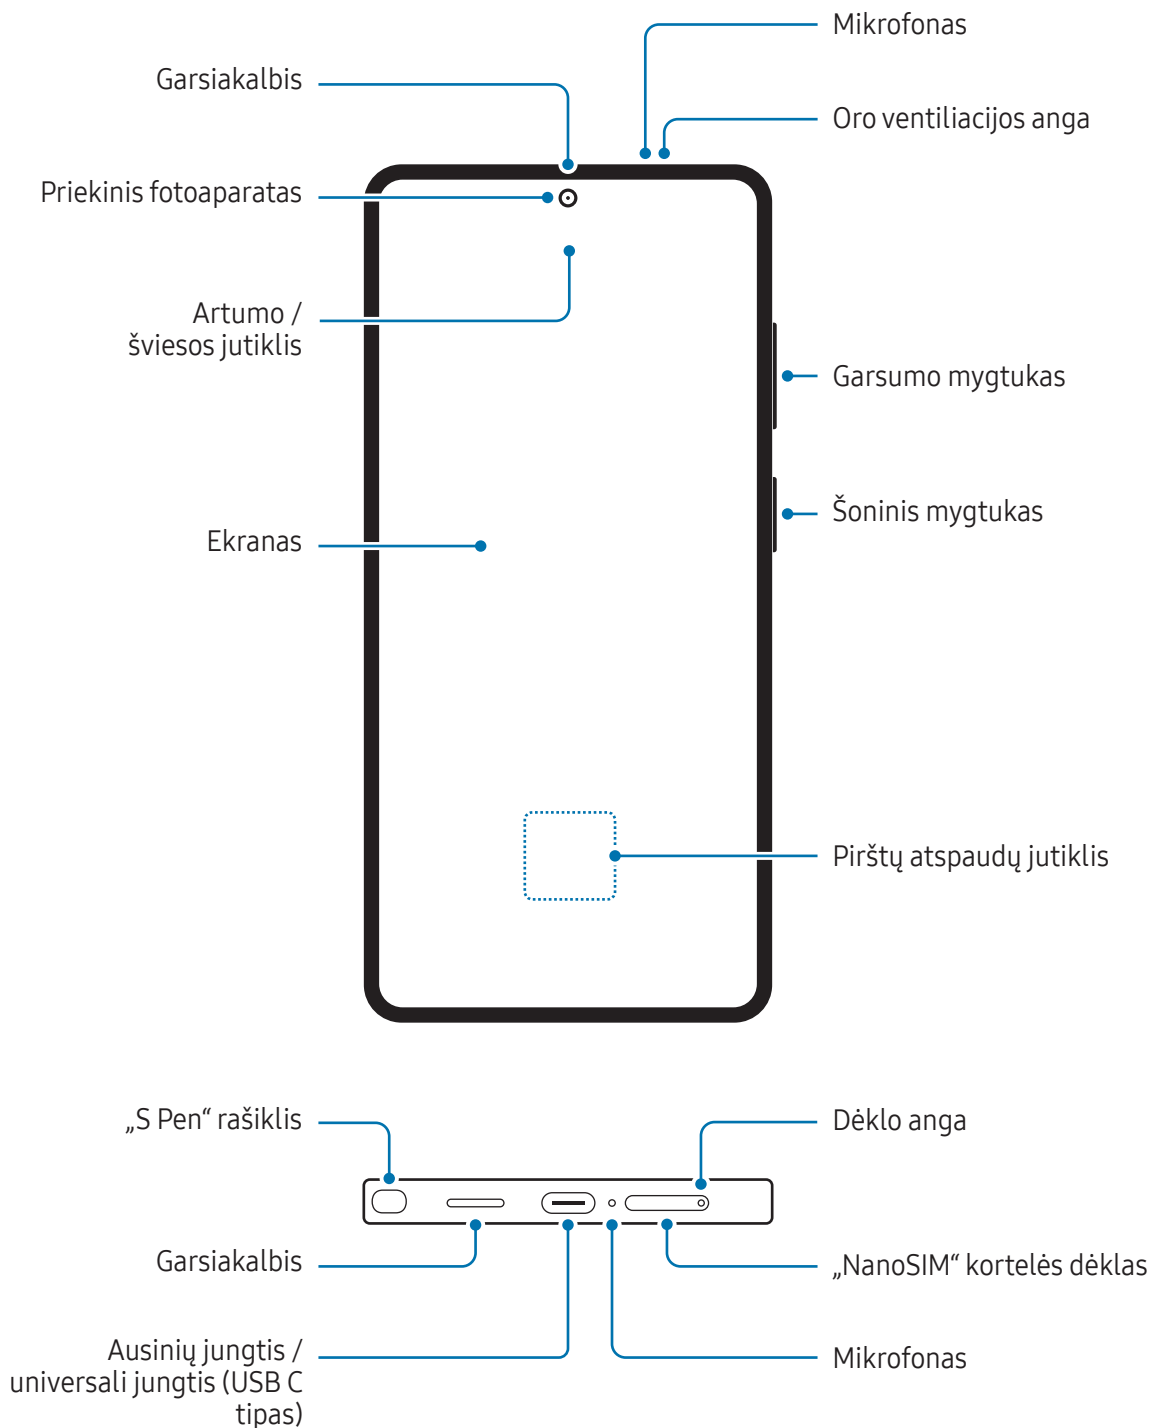 Mikrofonas
Garsiakalbis
Oro ventiliacijos anga
Priekinis fotoaparatas
Artumo /
šviesos jutiklis
Garsumo mygtukas
Šoninis mygtukas
Ekranas
Pirštų atspaudų jutiklis
„S Pen“ rašiklis
Dėklo anga
Garsiakalbis
„NanoSIM“ kortelės dėklas
Ausinių jungtis /
universali jungtis (USB C
tipas)
Mikrofonas